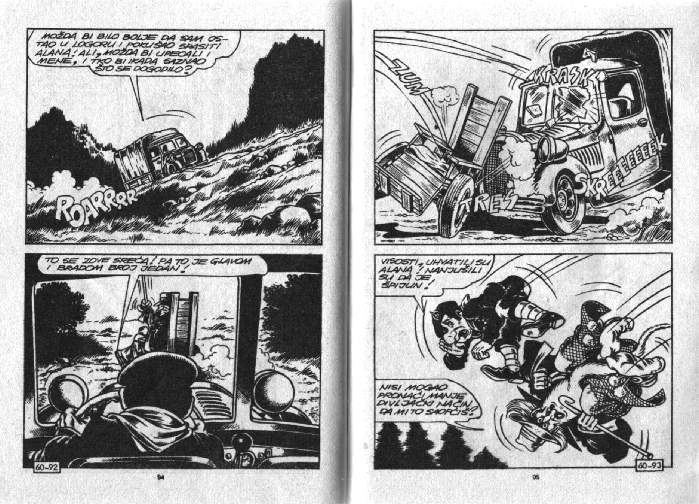 MOŽDA BI BILO BOLJE DA SAM OS-
TAO U LOGORU I POKUŠAO SPASITI
ALANA! ALI, MOŽDA BI UPECALI I
MENE, I TKO BI IKADA SAZNAO
ŠTO SE DOGODILO?
ROARRRR
TO SE ZOVE SREĆA! PA TO JE GLAVOM
I BRADOM BROJ JEDAN!
60-92
94
ZUM
KRASK
TRES
SKREEEEEEEK
VISOSTI, UHVATILI SU
ALANA! NANJUŠILI
SU DA JE
ŠPIJUN!
NISI MOGAO
PRONAĆI MANJE
DIVLJAČKI NAČIN
DA MI TO SAOPĆIŠ?
60-93
95